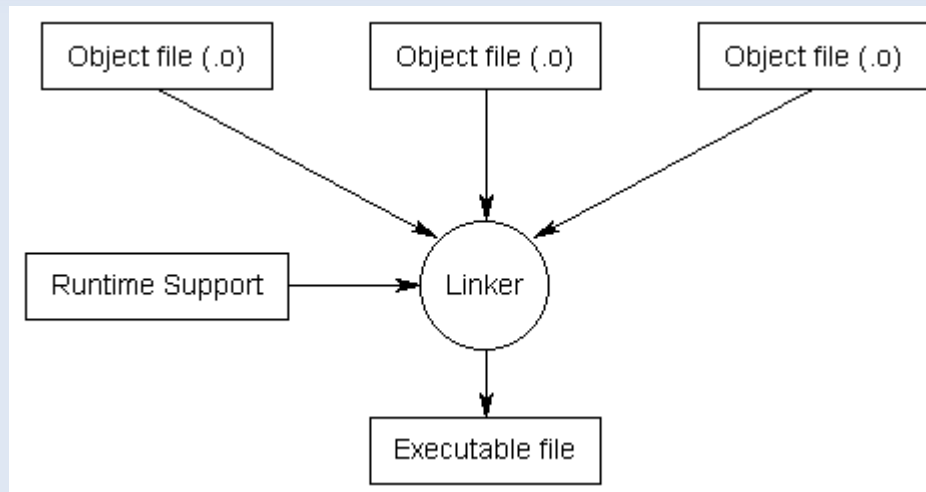 Object file (.o)
Object file (.o)
Object file (.o)
Runtime Support
Linker
Executable file